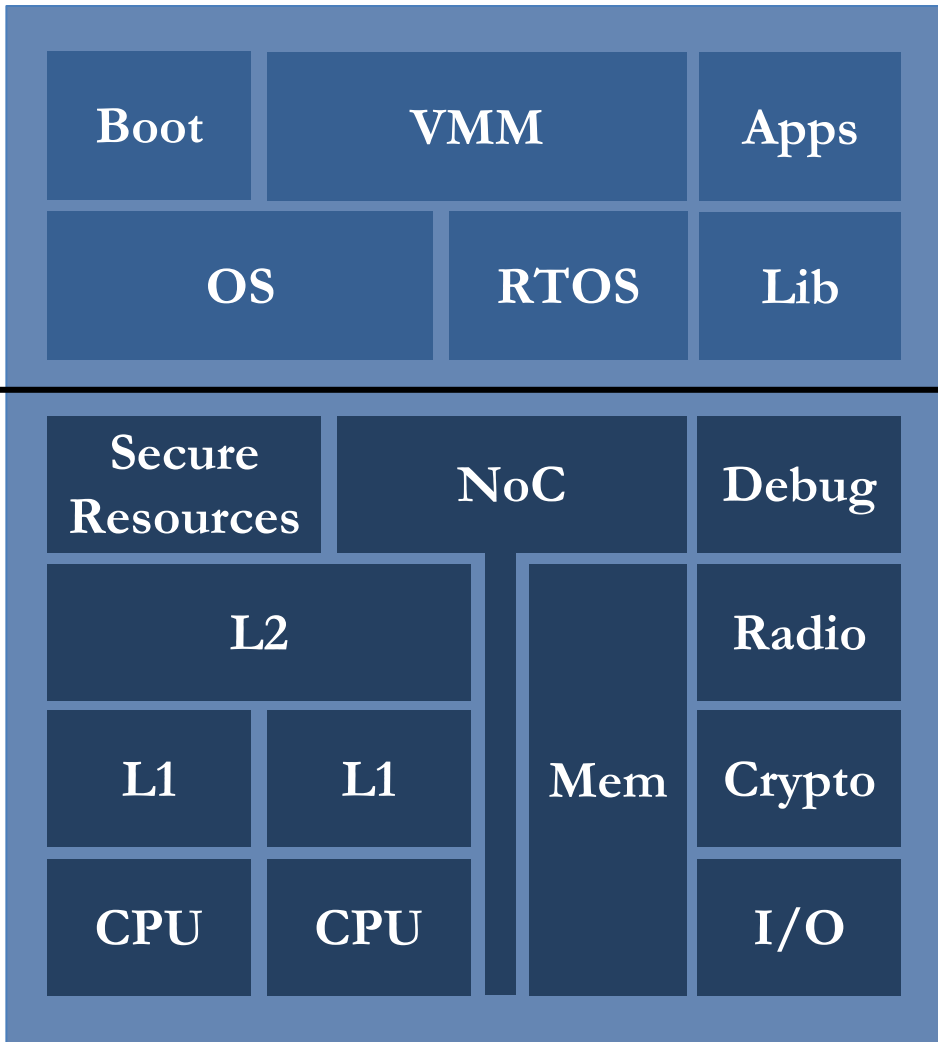 Boot
VMM
Apps
OS
RTOS
Lib
Secure
Resources
NoC
Debug
L2
Radio
L1
L1
Mem
Crypto
CPU
CPU
I/O